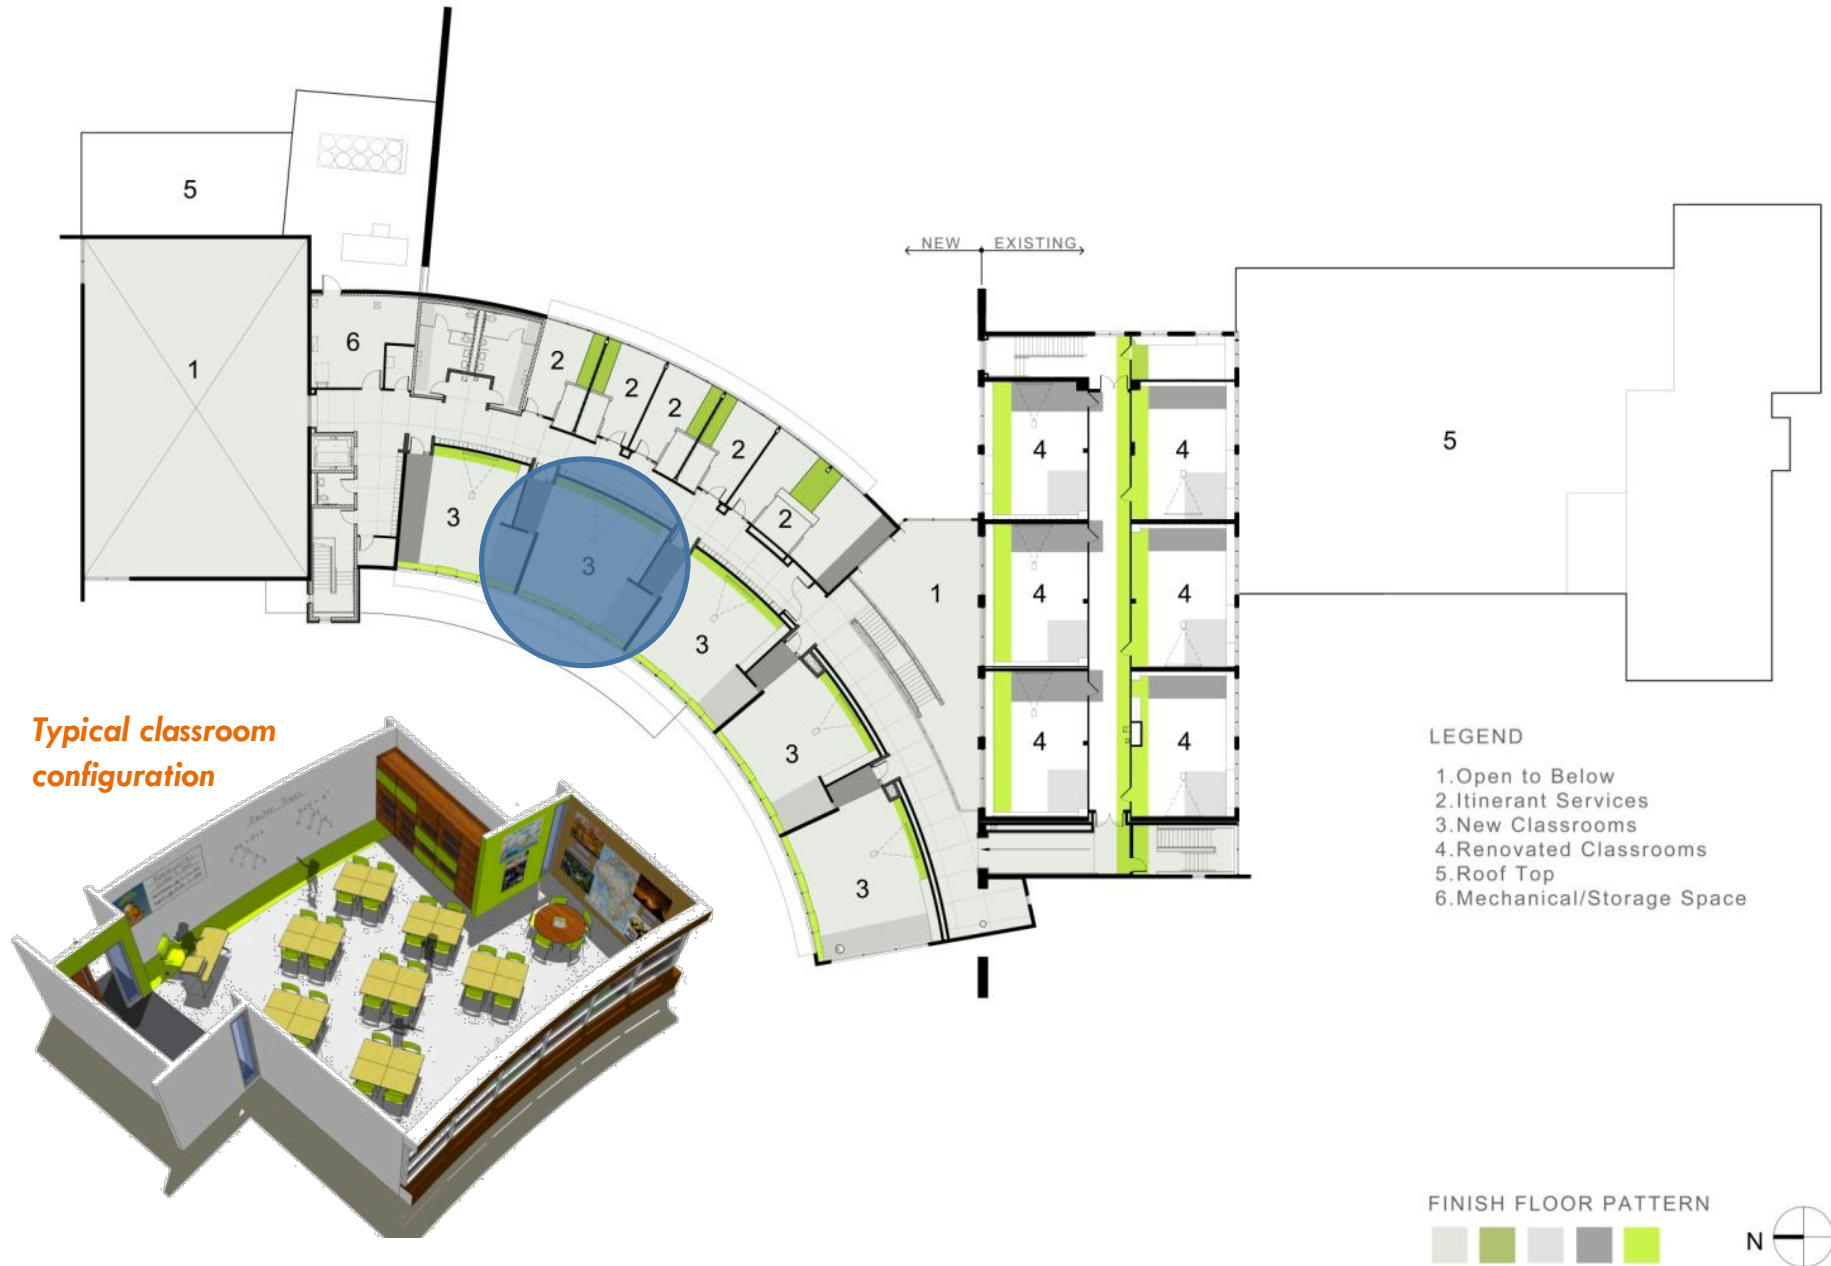 5
NEW
EXISTING
1
6
2
2
2
2
2
3
3
3
3
3
1
4
4
4
4
4
4
5
Typical classroom
configuration
LEGEND
1.Open to Below
2.Itinerant Services
3.New Classrooms
4.Renovated Classrooms
5.Roof Top
6.Mechanical/Storage Space
FINISH FLOOR PATTERN
N